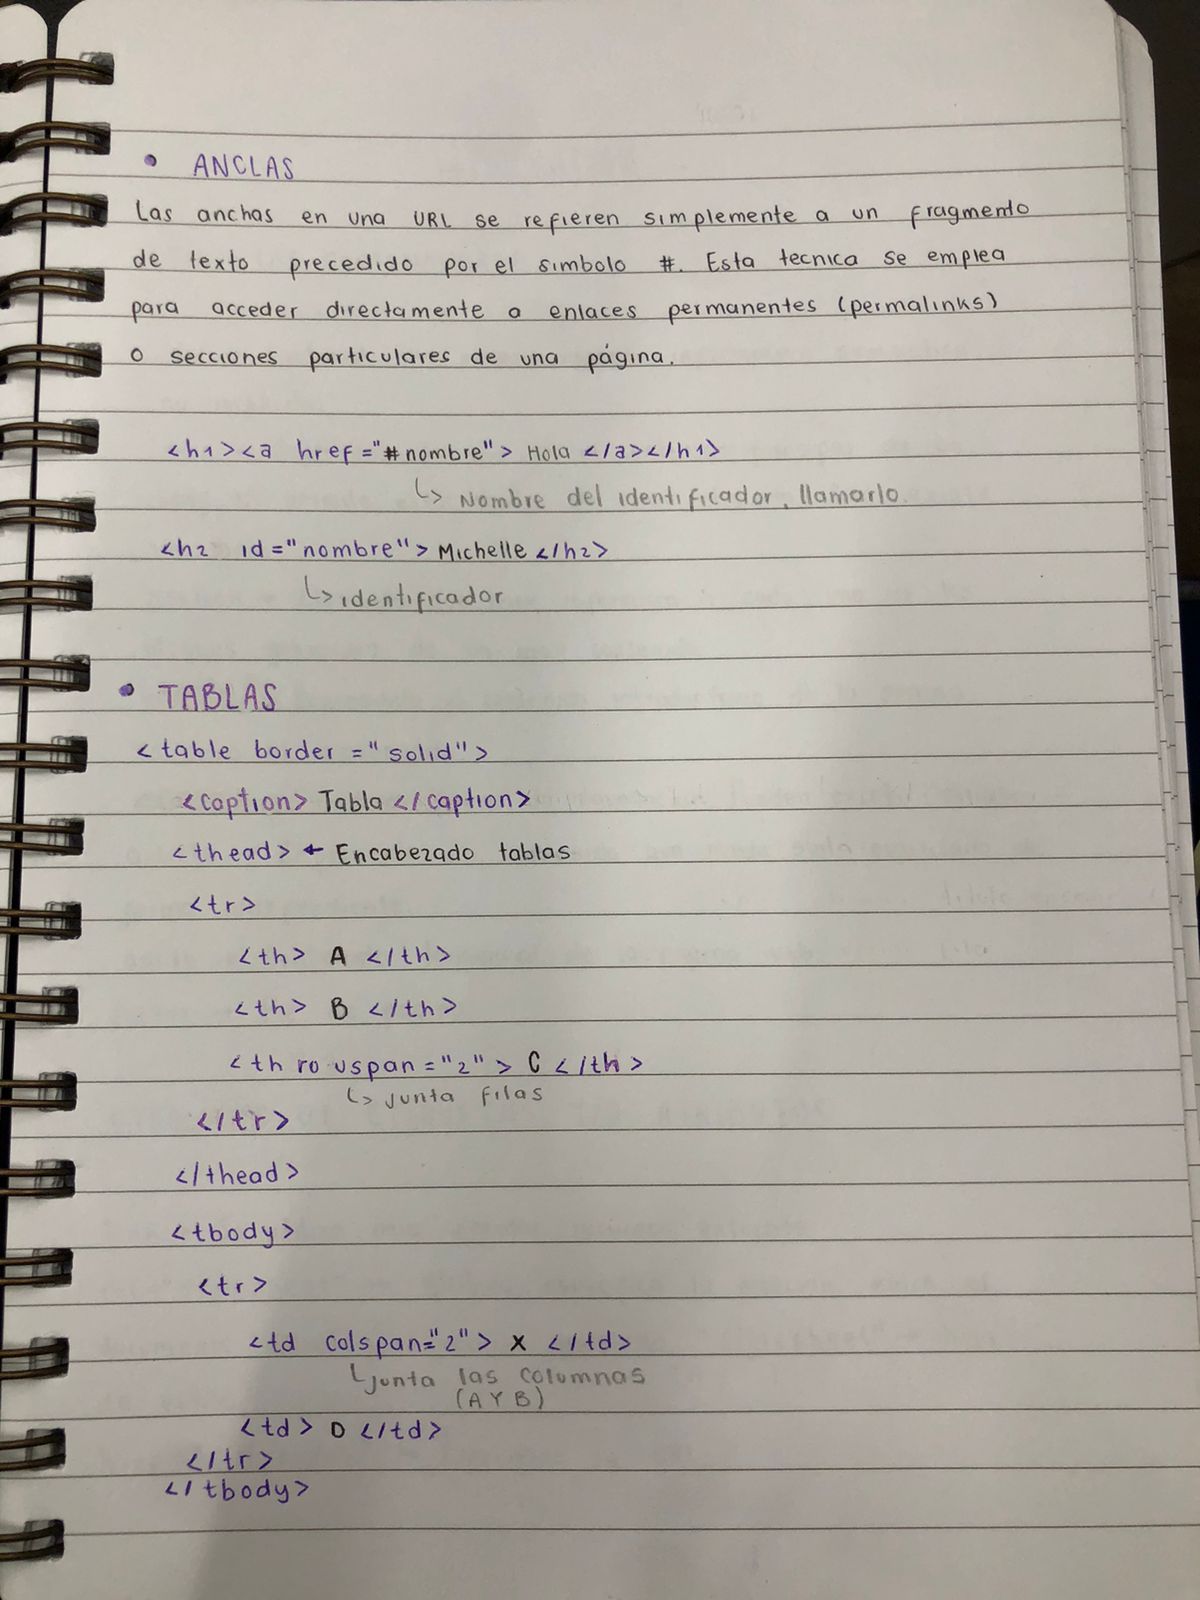 • ANCLAS
Las anchas en una URL se refieren simplemente a un fragmento
de texto precedido por el simbolo #. Esta tecnica se emplea
para acceder directamente a enlaces permanentes (permalinks)
o secciones particulares de una página.
<h1><a href="#nombre"> Hola </a></h1>
↳ Nombre del identificador, llamarlo.
<h2 id="nombre"> Michelle </h2>
↳ identificador
• TABLAS
<table border="solid">
<caption> Tabla </caption>
<thead> ← Encabezado tablas
<tr>
<th> A </th>
<th> B </th>
<th rouspan="2"> C </th>
↳ junta filas
</tr>
</thead>
<tbody>
<tr>
<td colspan="2"> X </td>
↳ junta las columnas
(A Y B)
<td> D </td>
</tr>
</tbody>